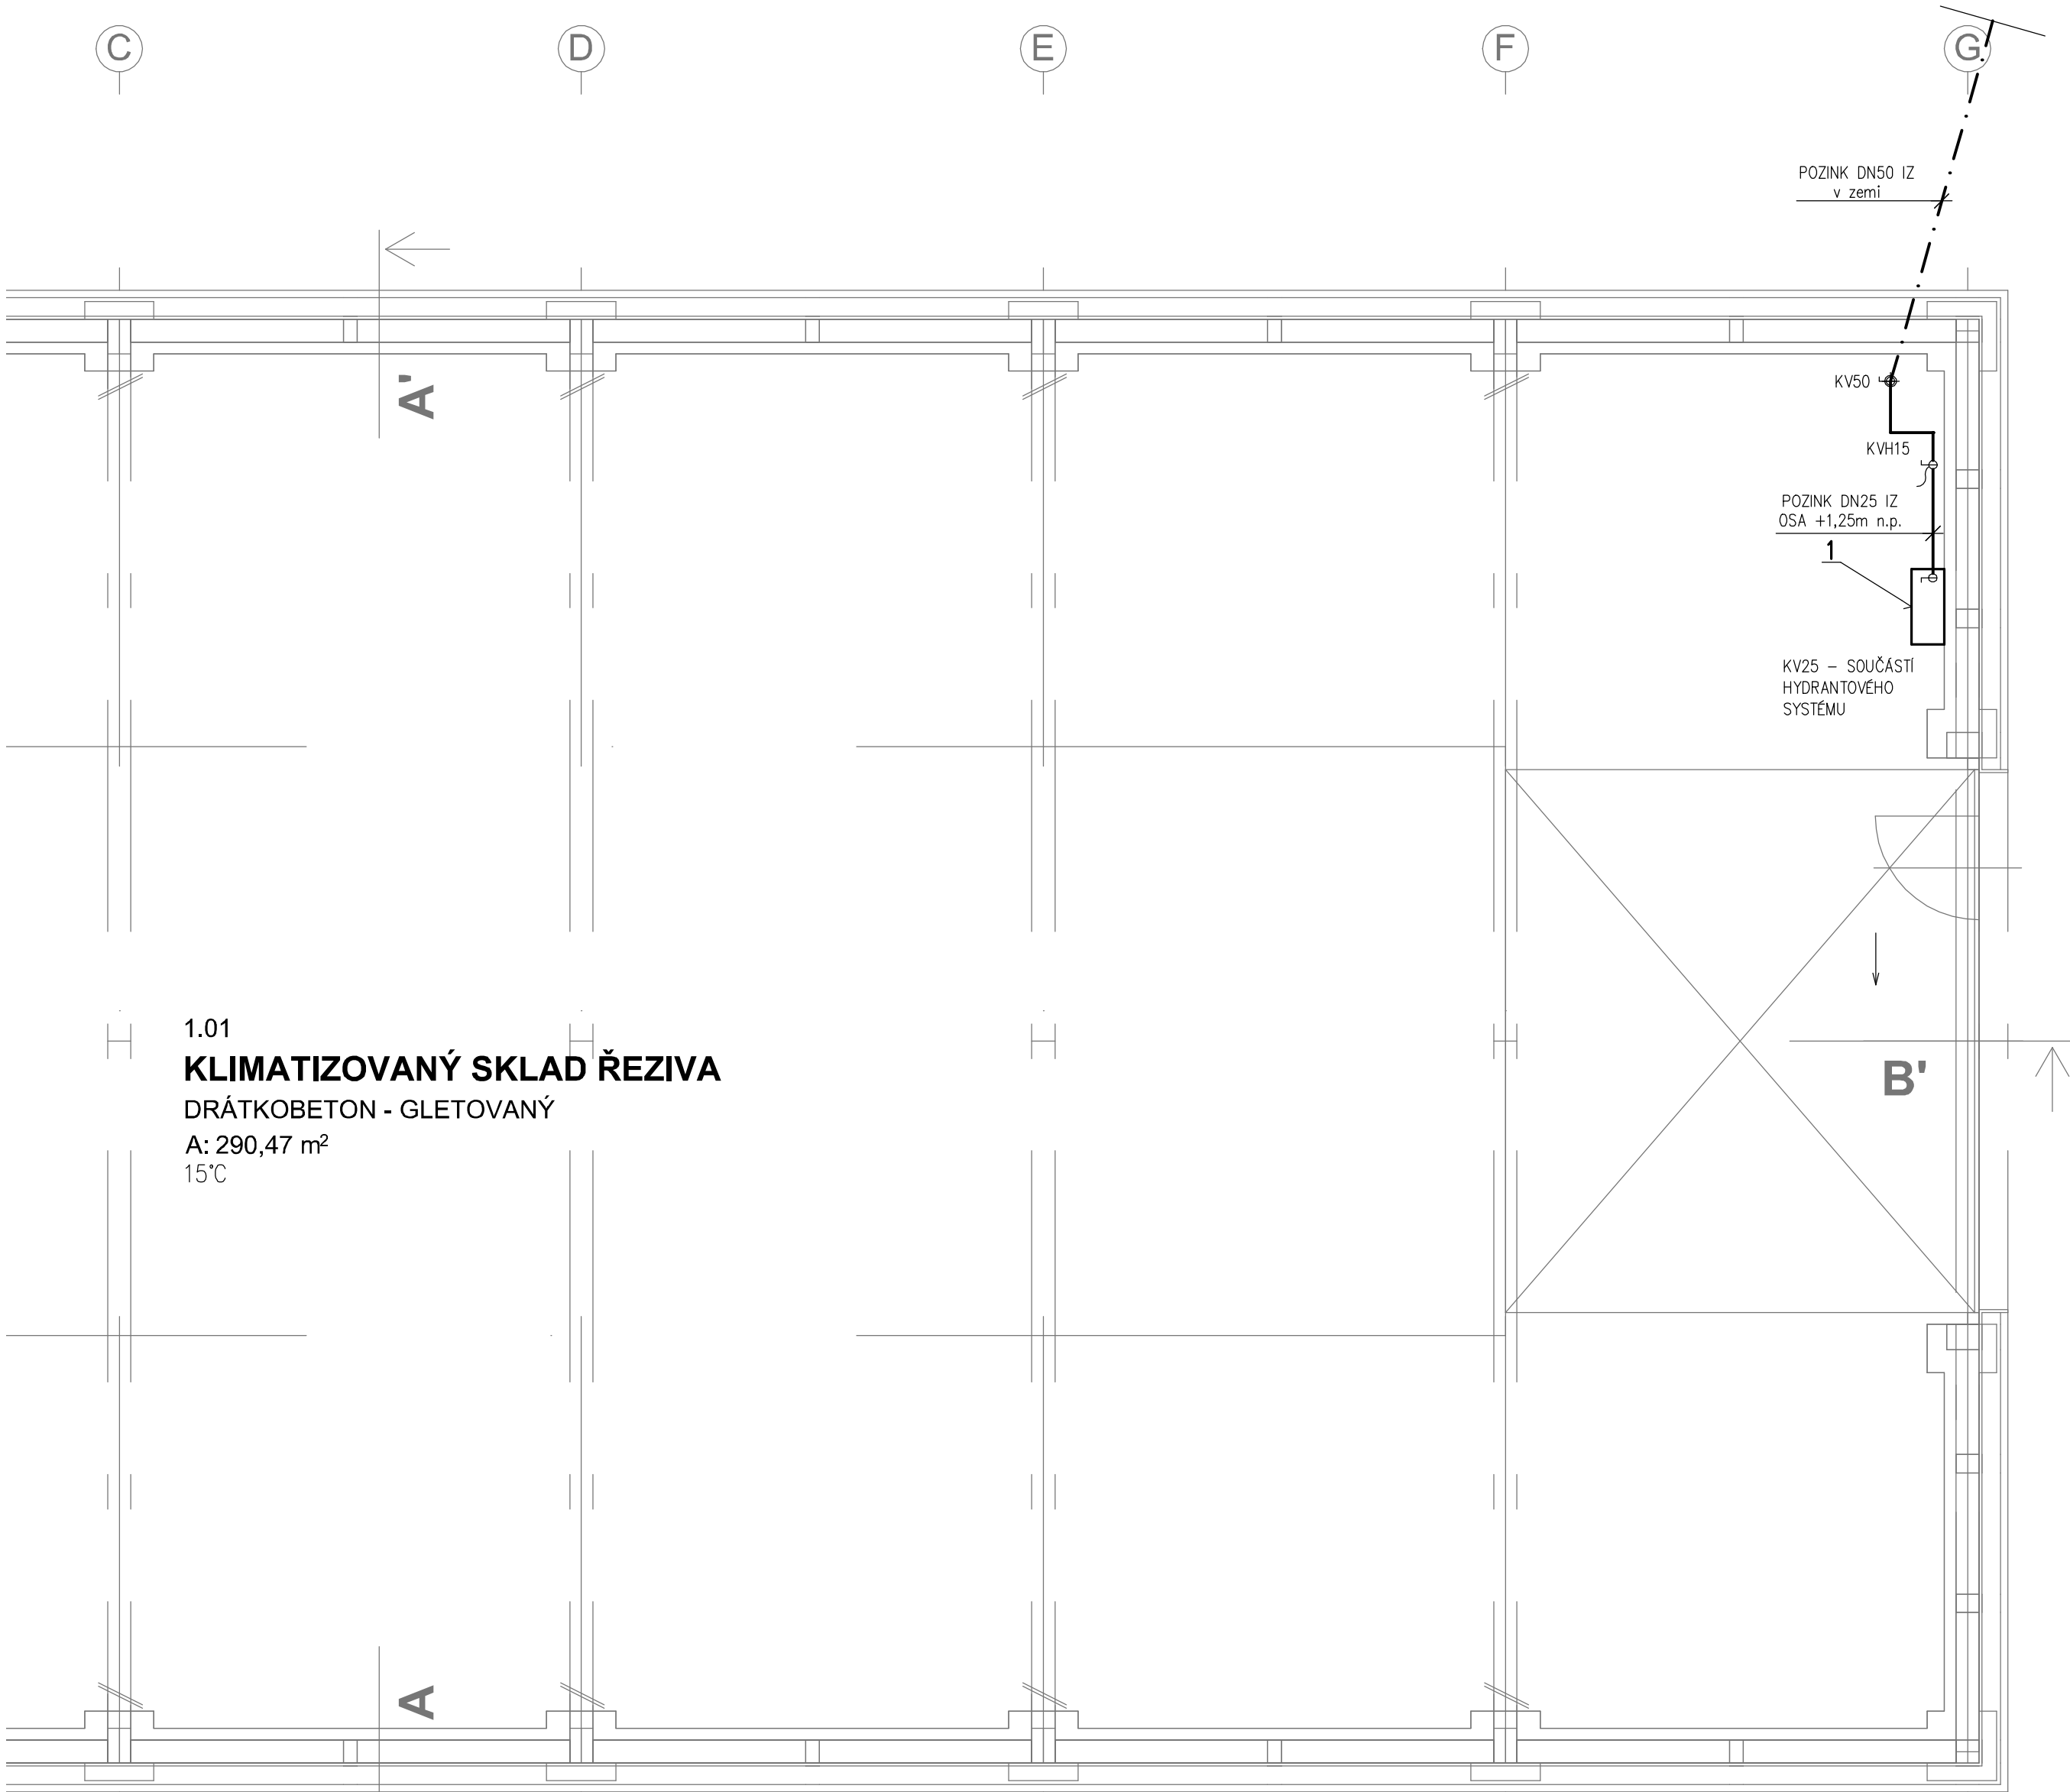 C
D
E
F
G
POZINK DN50 IZ
v zemi
A'
KV50
KVH15
POZINK DN25 IZ
OSA +1,25m n.p.
1
KV25 – SOUČÁSTÍ
HYDRANTOVÉHO
SYSTÉMU
1.01
KLIMATIZOVANÝ SKLAD ŘEZIVA
DRÁTKOBETON - GLETOVANÝ
A: 290,47 m²
15°C
B'
A